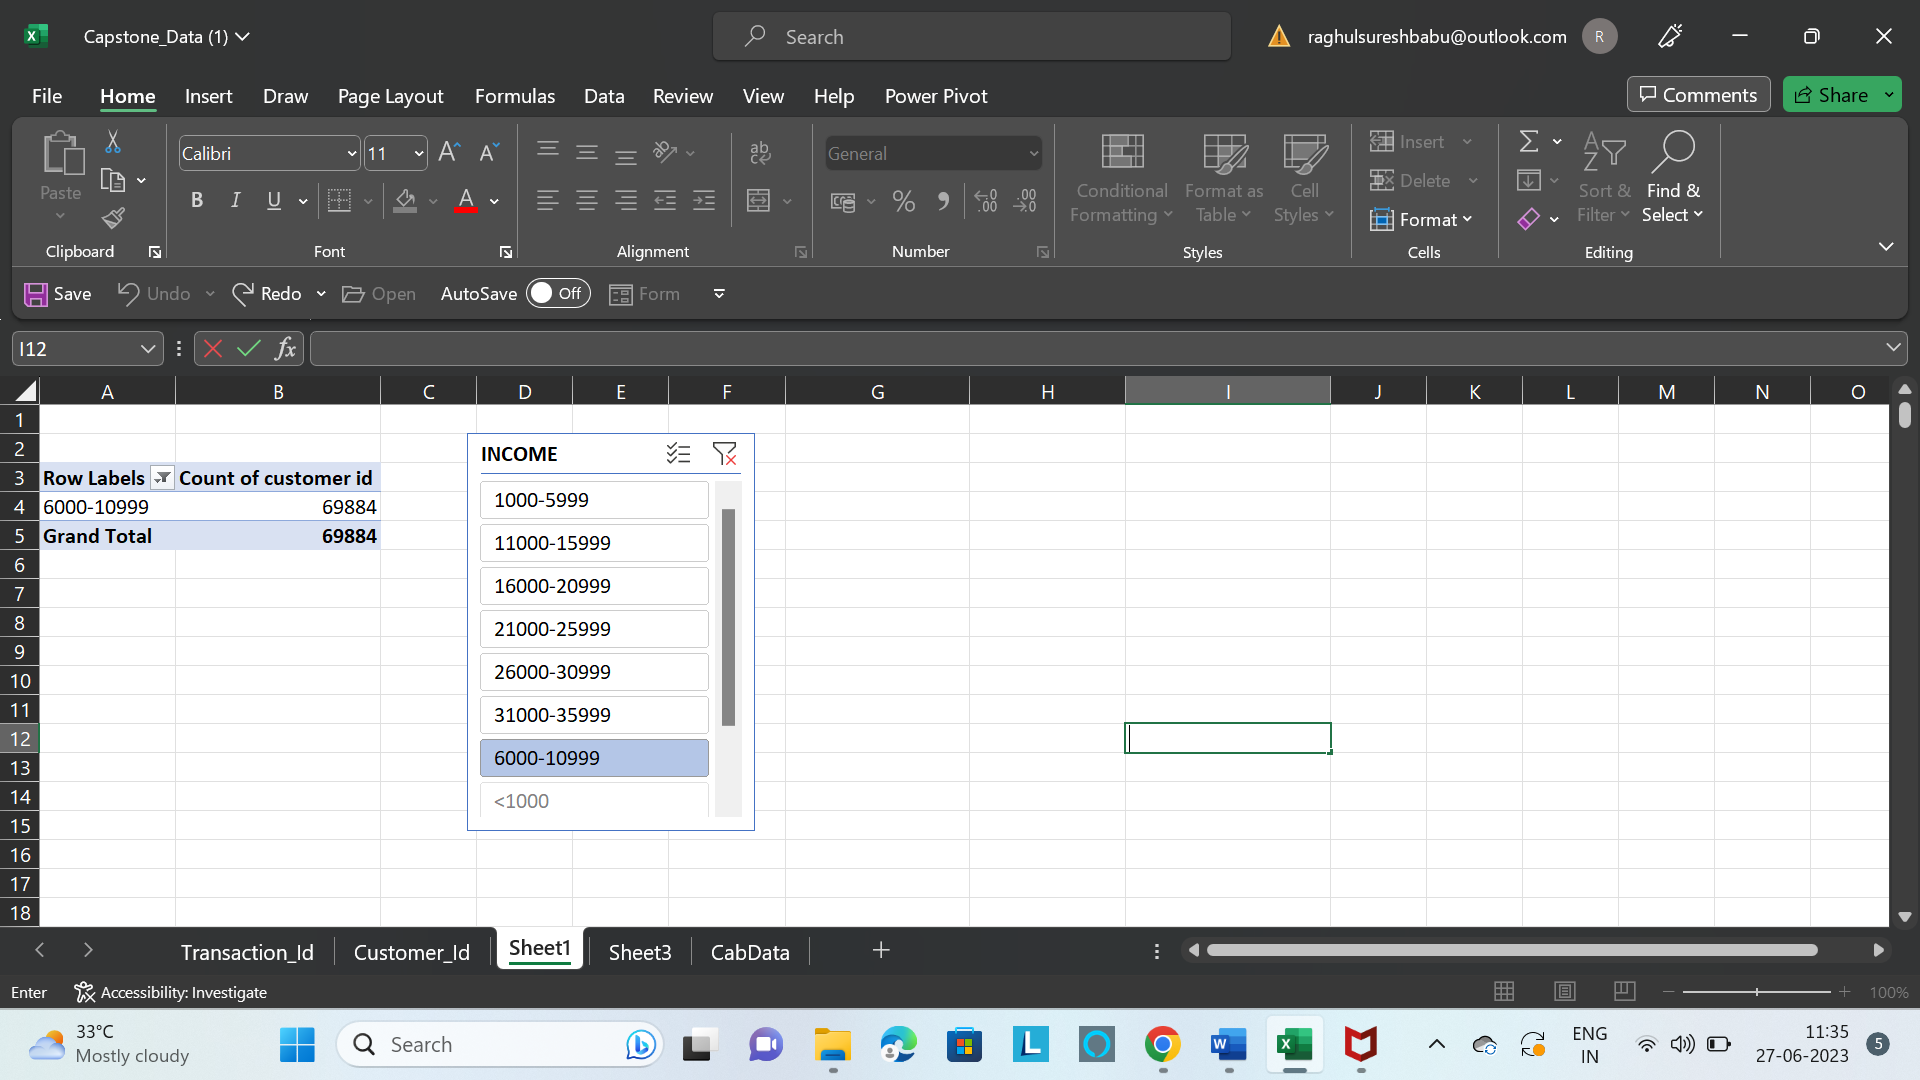 Capstone_Data (1)
Search
raghulsureshbabu@outlook.com
R
File Home Insert Draw Page Layout Formulas Data Review View Help Power Pivot
Comments
Share
Paste
Clipboard
Calibri 11
B I U A
Font
ab
Alignment
General
% .00 .00
Number
Conditional Formatting
Format as Table
Cell Styles
Styles
Insert
Delete
Format
Cells
Sort & Filter
Find & Select
Editing
Save Undo Redo Open AutoSave Off Form
I12
fx
A B C D E F G H I J K L M N O
1
2
3 Row Labels Count of customer id
4 6000-10999 69884
5 Grand Total 69884
6
7
8
9
10
11
12
13
14
15
16
17
18
INCOME
1000-5999
11000-15999
16000-20999
21000-25999
26000-30999
31000-35999
6000-10999
<1000
Transaction_Id Customer_Id Sheet1 Sheet3 CabData
Enter Accessibility: Investigate 100%
33°C
Mostly cloudy
Search
ENG
IN
11:35
27-06-2023
5